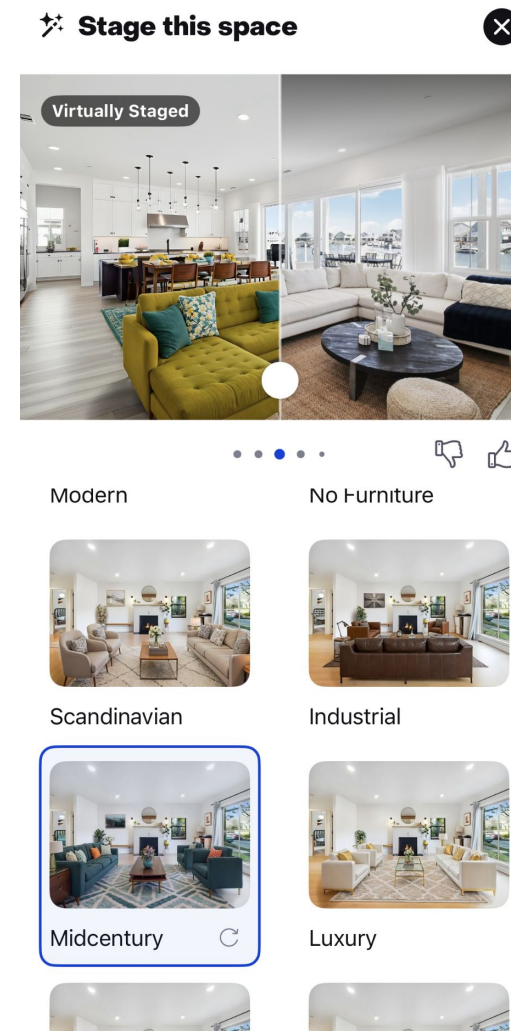 Stage this space
Virtually Staged
Modern
No Furniture
Scandinavian
Industrial
Midcentury
Luxury